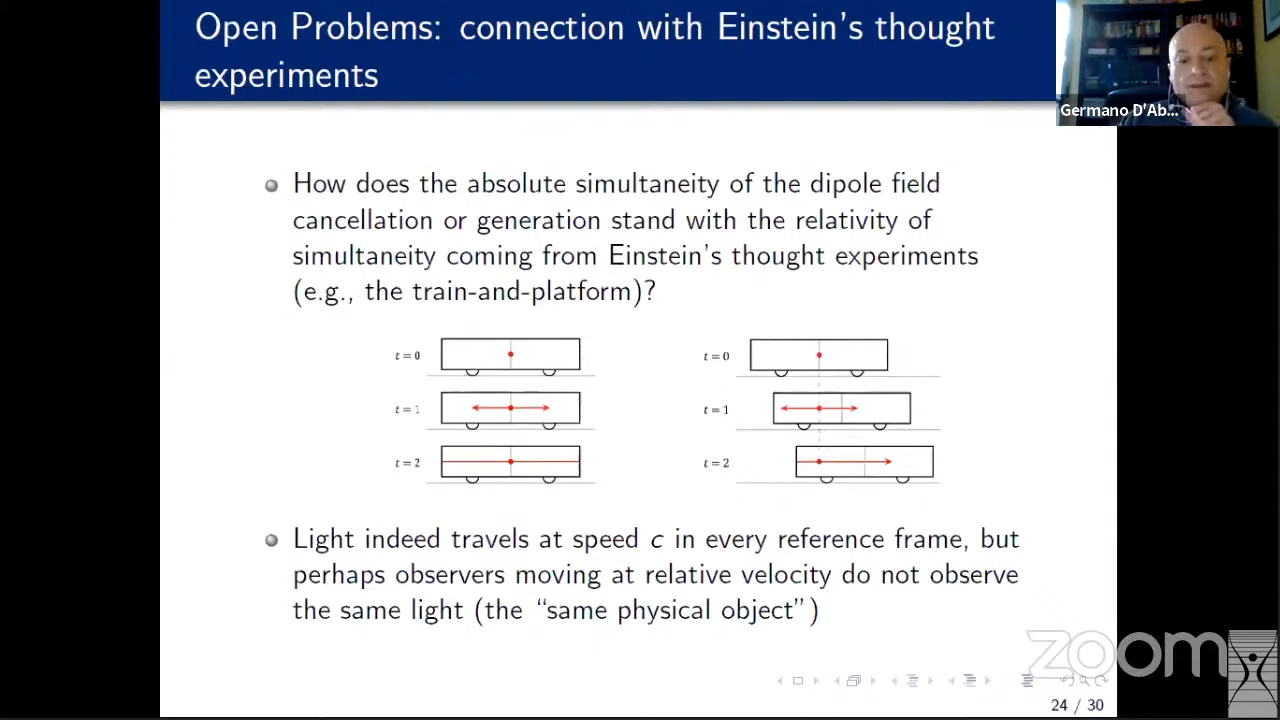 Open Problems: connection with Einstein's thought
experiments
Germano D'Ab...
How does the absolute simultaneity of the dipole field
cancellation or generation stand with the relativity of
simultaneity coming from Einstein's thought experiments
(e.g., the train-and-platform)?
t = 0
t = 1
t = 2
t = 0
t = 1
t = 2
Light indeed travels at speed c in every reference frame, but
perhaps observers moving at relative velocity do not observe
the same light (the "same physical object")
zoom
24 / 30